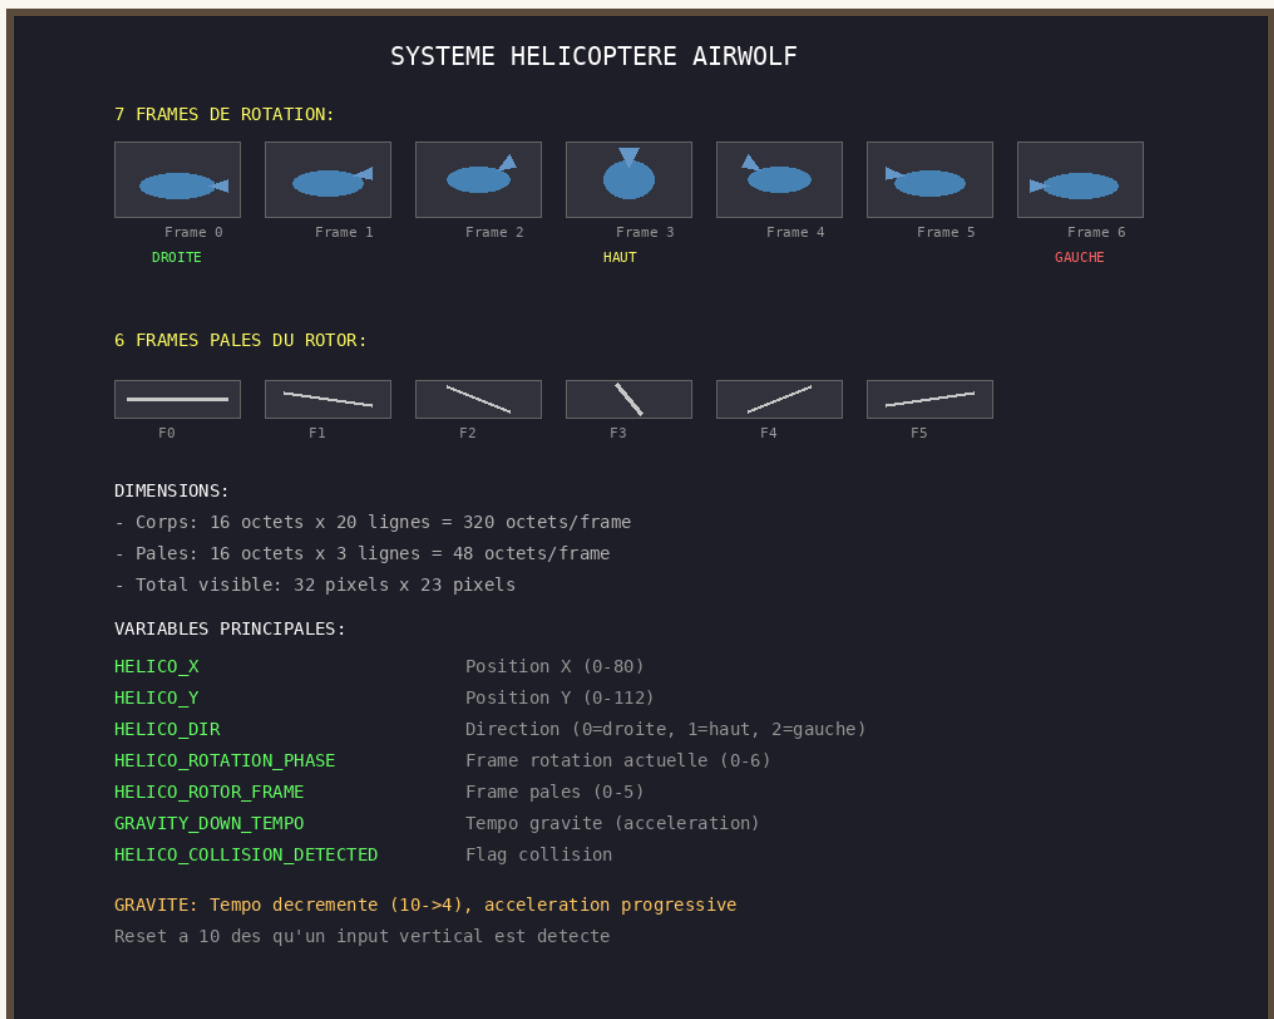 SYSTEME HELICOPTERE AIRWOLF
7 FRAMES DE ROTATION:
Frame 0 Frame 1 Frame 2 Frame 3 Frame 4 Frame 5 Frame 6
DROITE HAUT GAUCHE
6 FRAMES PALES DU ROTOR:
F0 F1 F2 F3 F4 F5
DIMENSIONS:
- Corps: 16 octets x 20 lignes = 320 octets/frame
- Pales: 16 octets x 3 lignes = 48 octets/frame
- Total visible: 32 pixels x 23 pixels
VARIABLES PRINCIPALES:
HELICO_X Position X (0-80)
HELICO_Y Position Y (0-112)
HELICO_DIR Direction (0=droite, 1=haut, 2=gauche)
HELICO_ROTATION_PHASE Frame rotation actuelle (0-6)
HELICO_ROTOR_FRAME Frame pales (0-5)
GRAVITY_DOWN_TEMPO Tempo gravite (acceleration)
HELICO_COLLISION_DETECTED Flag collision
GRAVITE: Tempo decremente (10->4), acceleration progressive
Reset a 10 des qu'un input vertical est detecte